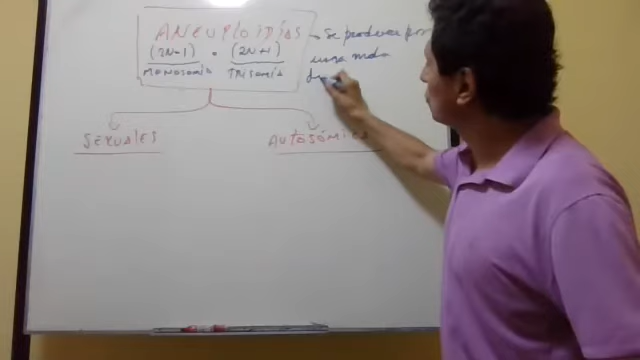 ANEUPLOIDÍAS
(2N-1) • (2N+1)
MONOSOMÍA TRISOMÍA
Se producen por
una mala
SEXUALES
AUTOSÓMICAS